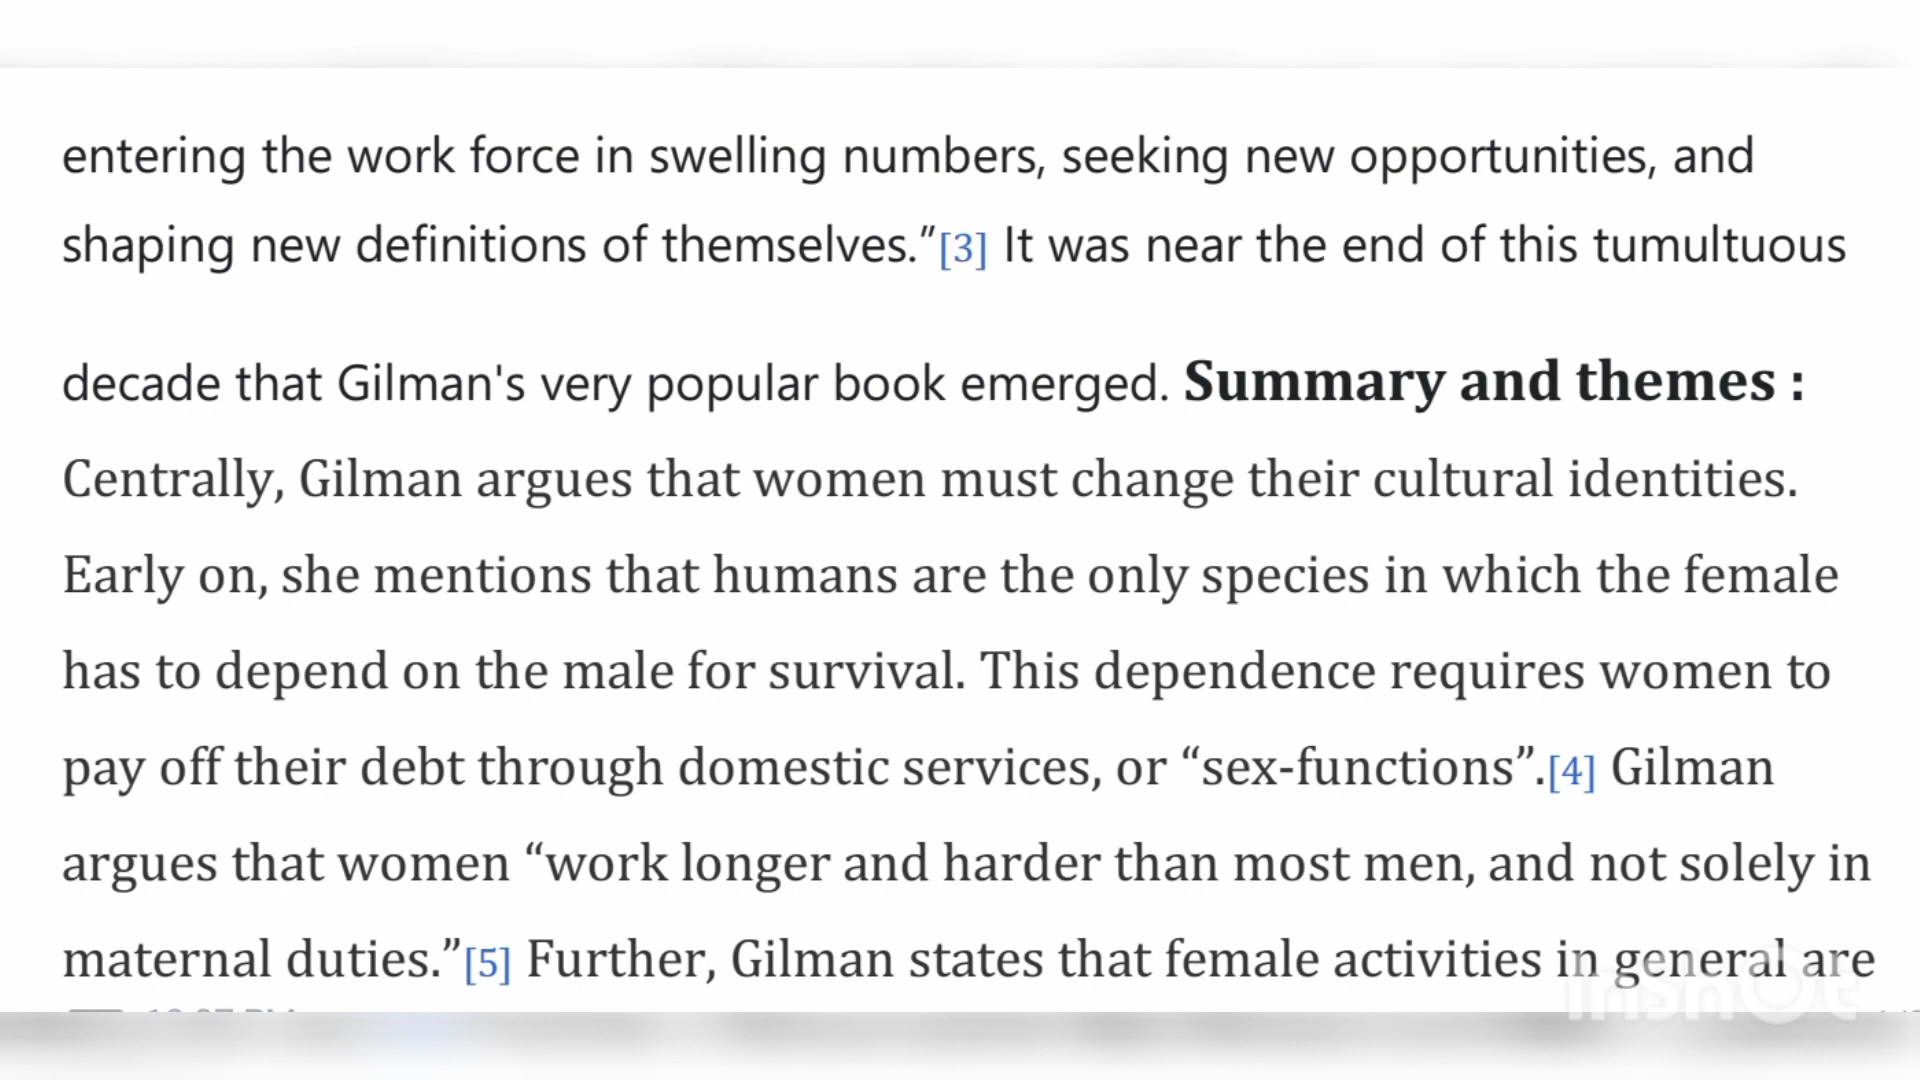 entering the work force in swelling numbers, seeking new opportunities, and
shaping new definitions of themselves.”[3] It was near the end of this tumultuous
decade that Gilman's very popular book emerged. Summary and themes :
Centrally, Gilman argues that women must change their cultural identities.
Early on, she mentions that humans are the only species in which the female
has to depend on the male for survival. This dependence requires women to
pay off their debt through domestic services, or “sex-functions”.[4] Gilman
argues that women “work longer and harder than most men, and not solely in
maternal duties.”[5] Further, Gilman states that female activities in general are
InShOt